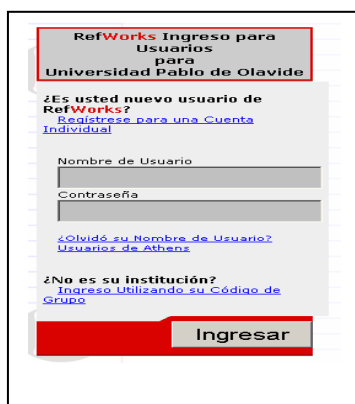 RefWorks Ingreso para
Usuarios
para
Universidad Pablo de Olavide
¿Es usted nuevo usuario de
RefWorks?
Regístrese para una Cuenta
Individual
Nombre de Usuario
Contraseña
¿Olvidó su Nombre de Usuario?
Usuarios de Athens
¿No es su institución?
Ingreso Utilizando su Código de
Grupo
Ingresar